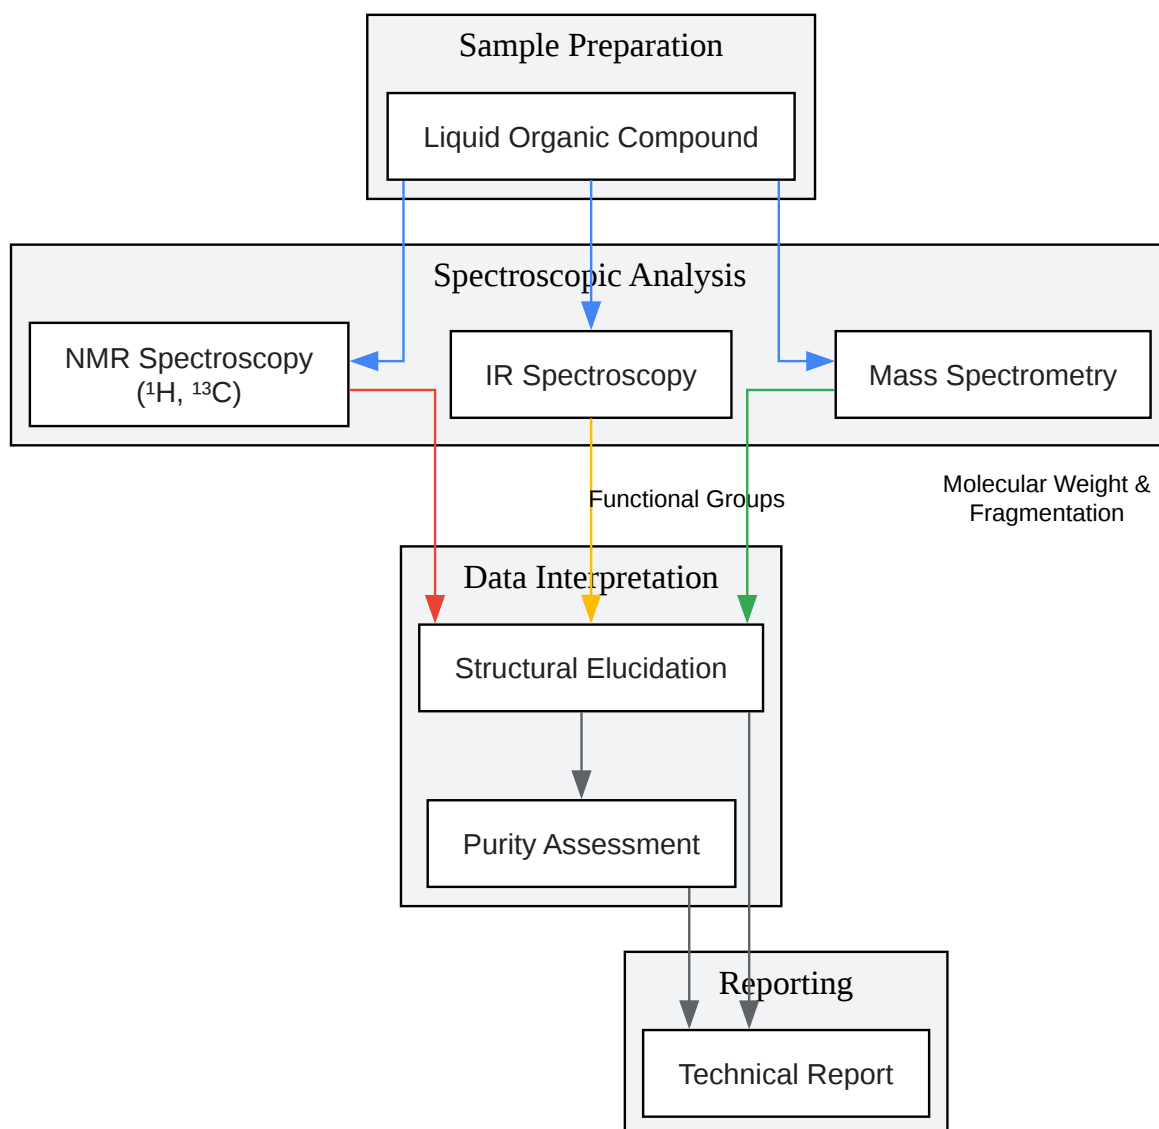 Sample Preparation
Liquid Organic Compound
Spectroscopic Analysis
NMR Spectroscopy
(¹H, ¹³C)
IR Spectroscopy
Mass Spectrometry
Functional Groups
Molecular Weight &
Fragmentation
Data Interpretation
Structural Elucidation
Purity Assessment
Reporting
Technical Report